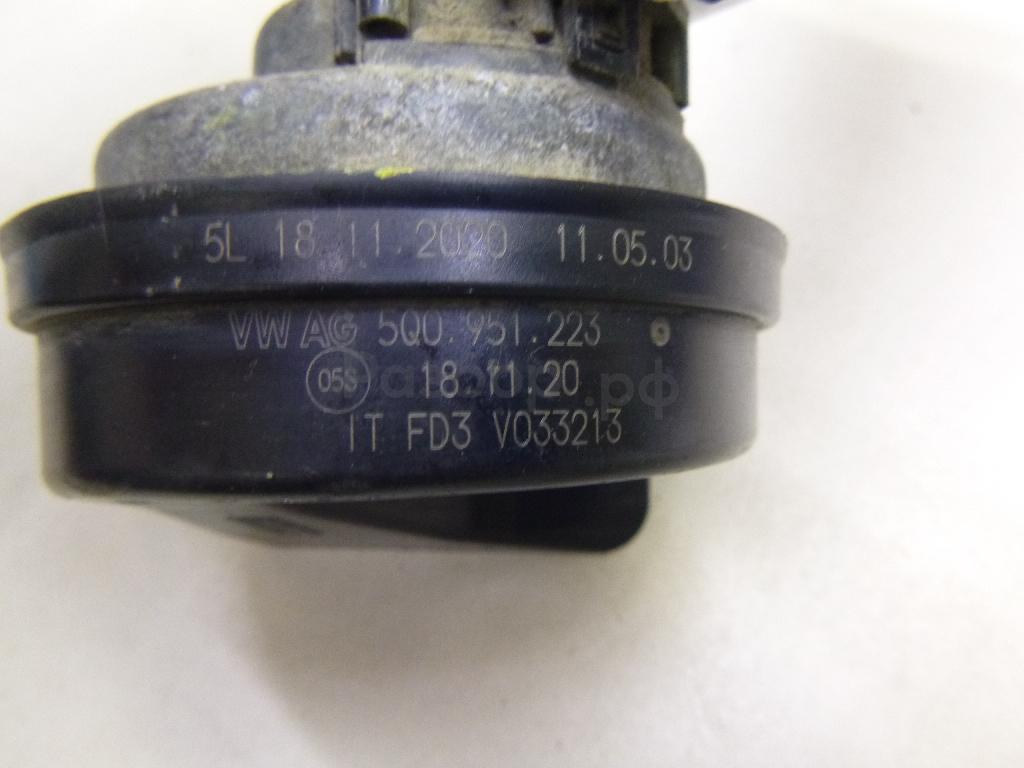 5L 18.11.2020 11.05.03
VW AG 5Q0.951.223
05S 18.11.20
IT FD3 V033213
.рф